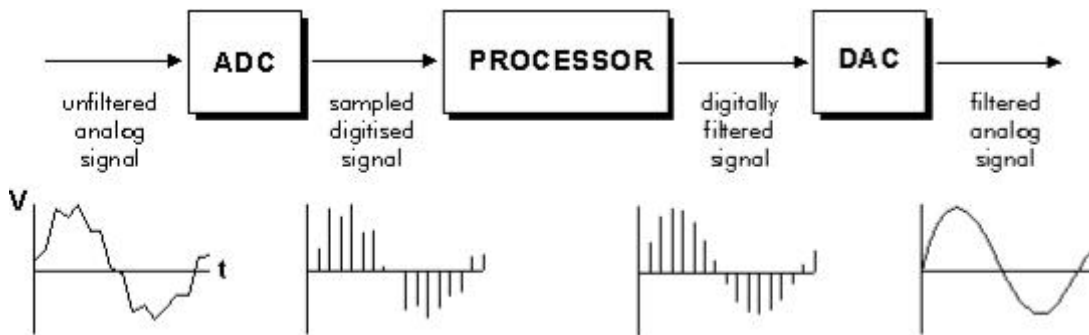 ADC
PROCESSOR
DAC
unfiltered
analog
signal
sampled
digitised
signal
digitally
filtered
signal
filtered
analog
signal
V
t